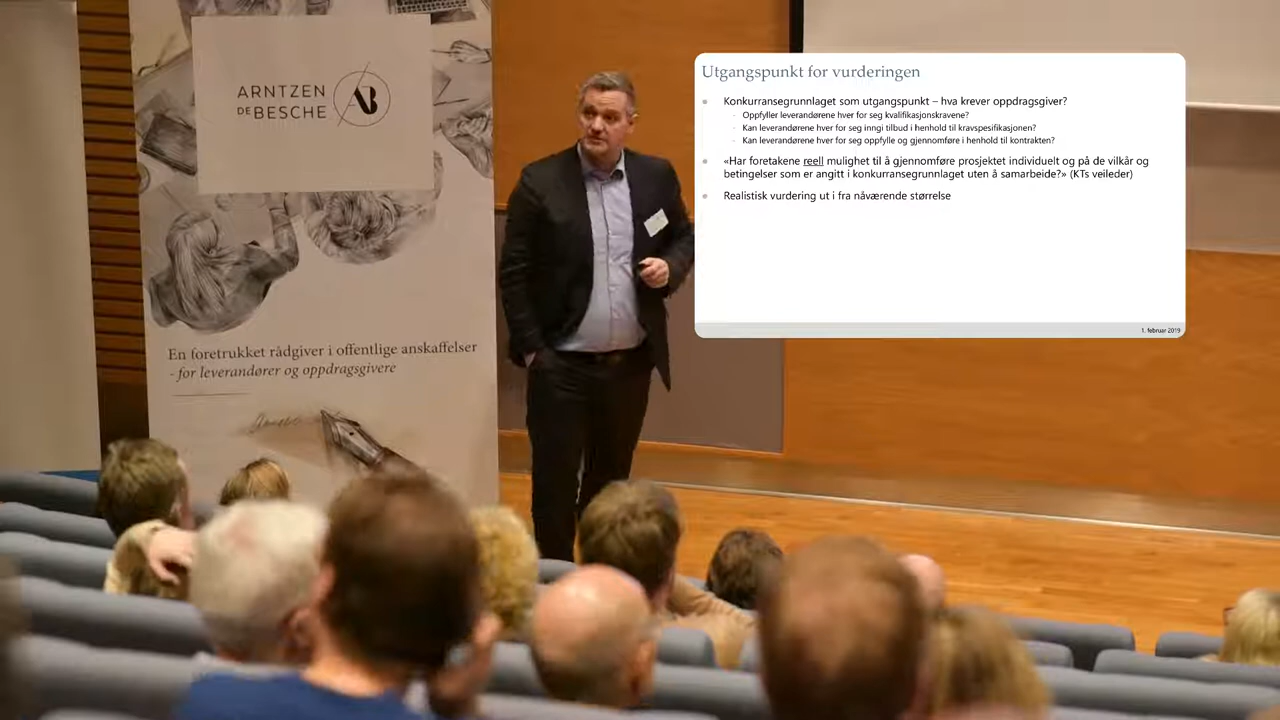 ARNTZEN
DE BESCHE
En foretrukket rådgiver i offentlige anskaffelser
- for leverandører og oppdragsgivere
Utgangspunkt for vurderingen
Konkurransegrunnlaget som utgangspunkt – hva krever oppdragsgiver?
Oppfyller leverandørene hver for seg kvalifikasjonskravene?
Kan leverandørene hver for seg inngi tilbud i henhold til kravspesifikasjonen?
Kan leverandørene hver for seg oppfylle og gjennomføre i henhold til kontrakten?
«Har foretakene reell mulighet til å gjennomføre prosjektet individuelt og på de vilkår og
betingelser som er angitt i konkurransegrunnlaget uten å samarbeide?» (KTs veileder)
Realistisk vurdering ut i fra nåværende størrelse
1. februar 2019